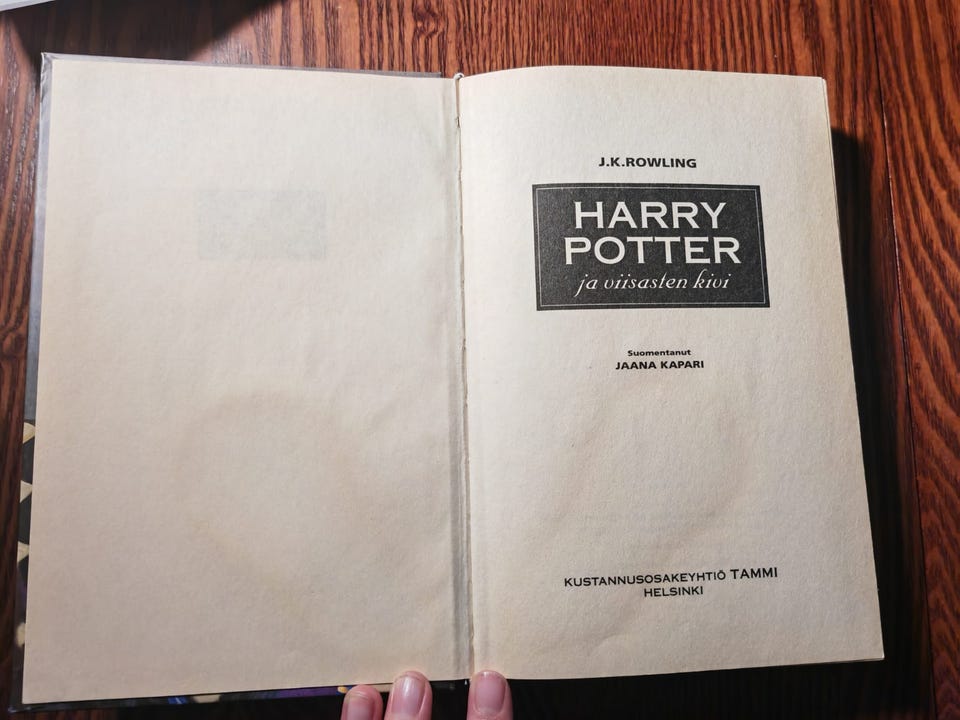 J.K.ROWLING
HARRY
POTTER
ja viisasten kivi
Suomentanut
JAANA KAPARI
KUSTANNUSOSAKEYHTIÖ TAMMI
HELSINKI